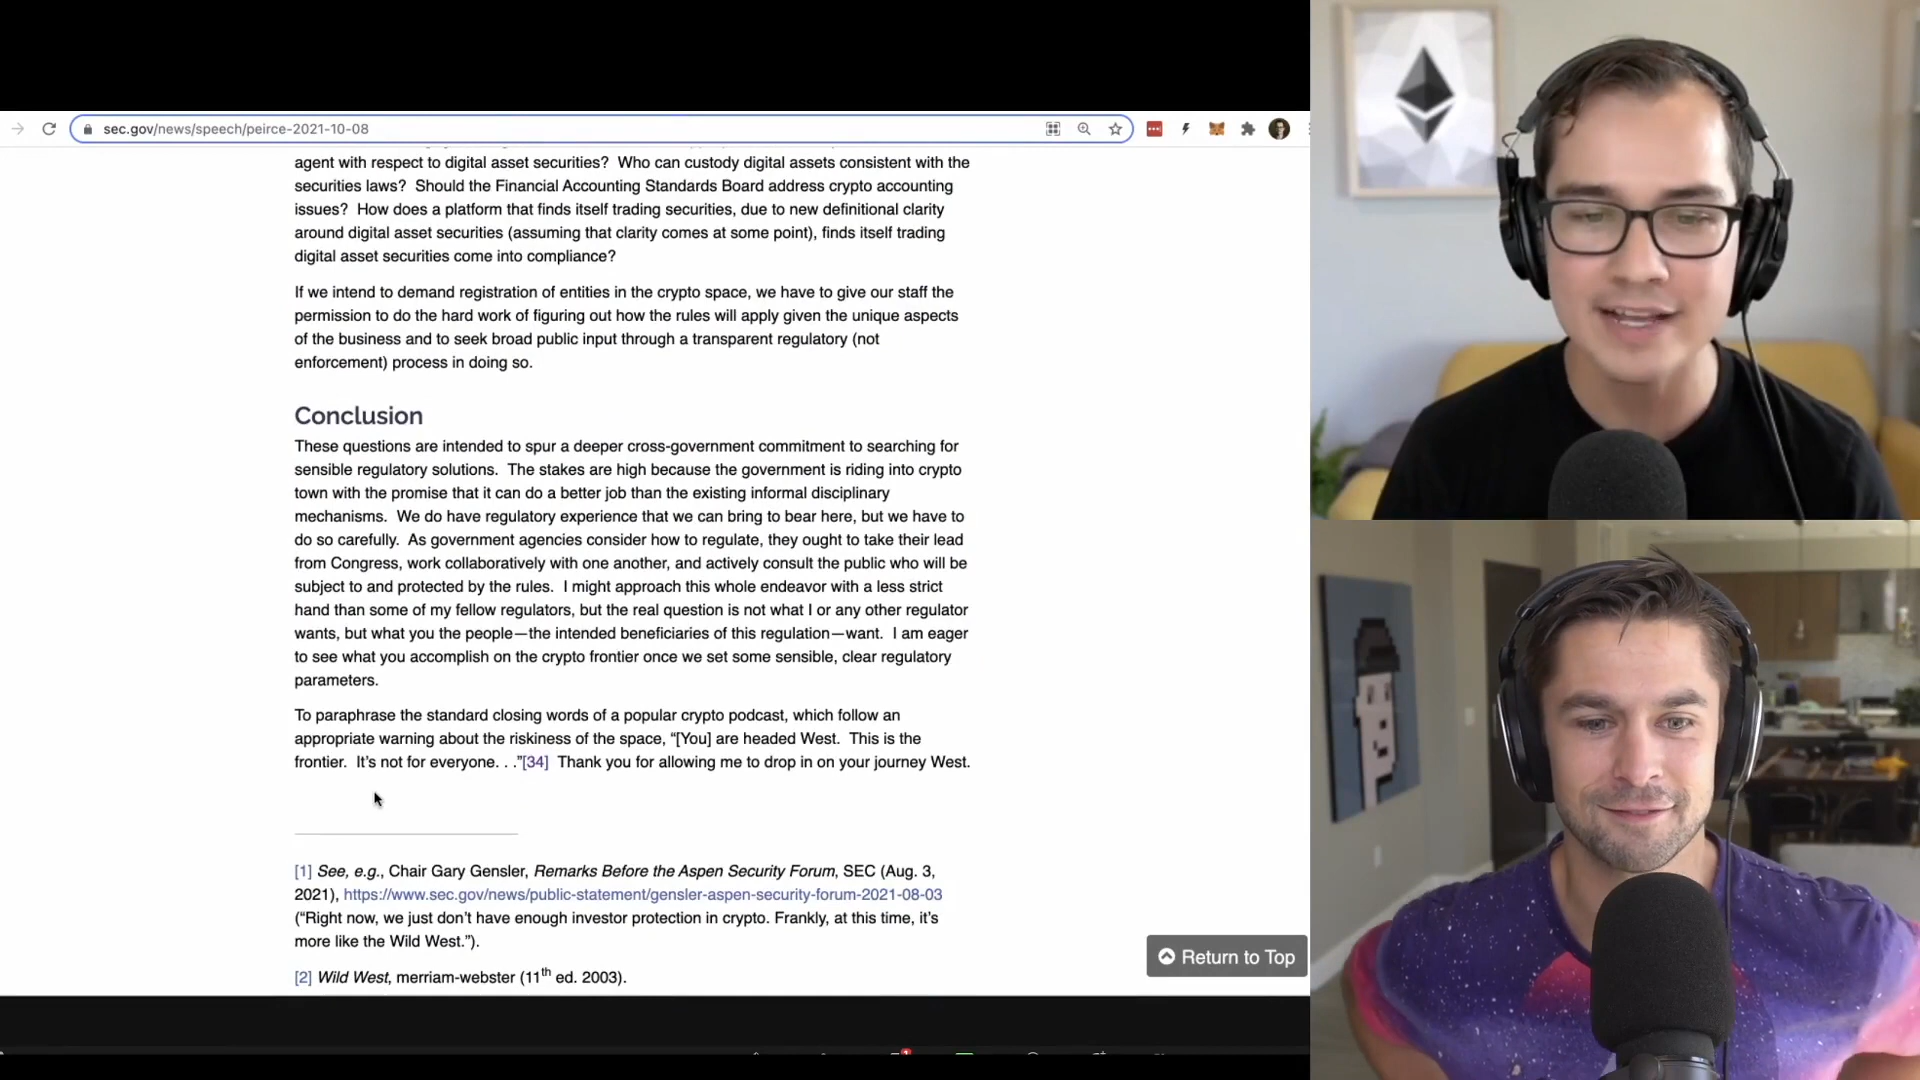 sec.gov/news/speech/peirce-2021-10-08
agent with respect to digital asset securities?  Who can custody digital assets consistent with the
securities laws?  Should the Financial Accounting Standards Board address crypto accounting
issues?  How does a platform that finds itself trading securities, due to new definitional clarity
around digital asset securities (assuming that clarity comes at some point), finds itself trading
digital asset securities come into compliance?
If we intend to demand registration of entities in the crypto space, we have to give our staff the
permission to do the hard work of figuring out how the rules will apply given the unique aspects
of the business and to seek broad public input through a transparent regulatory (not
enforcement) process in doing so.
Conclusion
These questions are intended to spur a deeper cross-government commitment to searching for
sensible regulatory solutions.  The stakes are high because the government is riding into crypto
town with the promise that it can do a better job than the existing informal disciplinary
mechanisms.  We do have regulatory experience that we can bring to bear here, but we have to
do so carefully.  As government agencies consider how to regulate, they ought to take their lead
from Congress, work collaboratively with one another, and actively consult the public who will be
subject to and protected by the rules.  I might approach this whole endeavor with a less strict
hand than some of my fellow regulators, but the real question is not what I or any other regulator
wants, but what you the people—the intended beneficiaries of this regulation—want.  I am eager
to see what you accomplish on the crypto frontier once we set some sensible, clear regulatory
parameters.
To paraphrase the standard closing words of a popular crypto podcast, which follow an
appropriate warning about the riskiness of the space, “[You] are headed West.  This is the
frontier.  It’s not for everyone. . .”[34]  Thank you for allowing me to drop in on your journey West.
[1] See, e.g., Chair Gary Gensler, Remarks Before the Aspen Security Forum, SEC (Aug. 3,
2021), https://www.sec.gov/news/public-statement/gensler-aspen-security-forum-2021-08-03
(“Right now, we just don’t have enough investor protection in crypto. Frankly, at this time, it’s
more like the Wild West.”).
Return to Top
[2] Wild West, merriam-webster (11th ed. 2003).